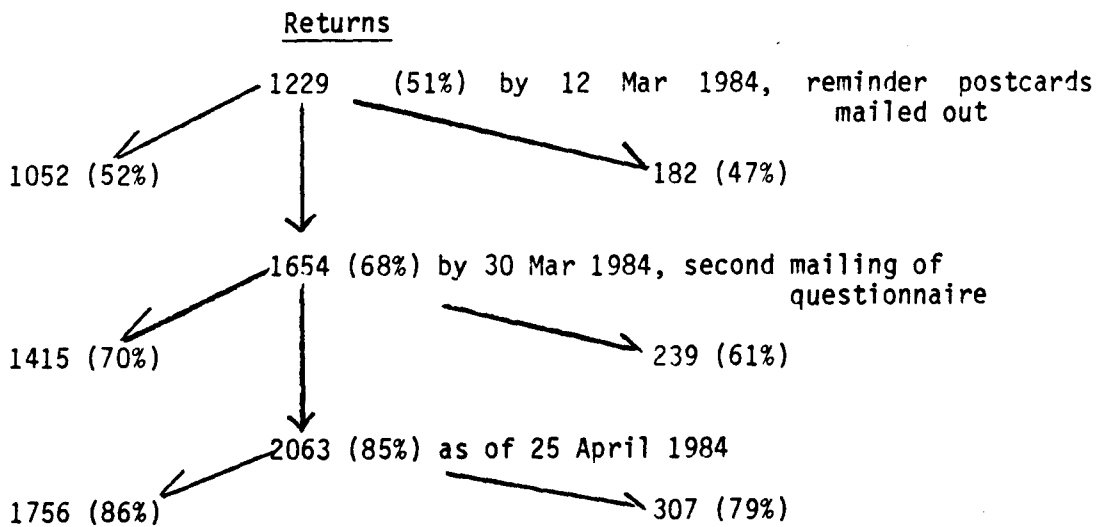 Returns
1229 (51%) by 12 Mar 1984, reminder postcards
mailed out
1052 (52%)
182 (47%)
1654 (68%) by 30 Mar 1984, second mailing of
questionnaire
1415 (70%)
239 (61%)
2063 (85%) as of 25 April 1984
1756 (86%)
307 (79%)